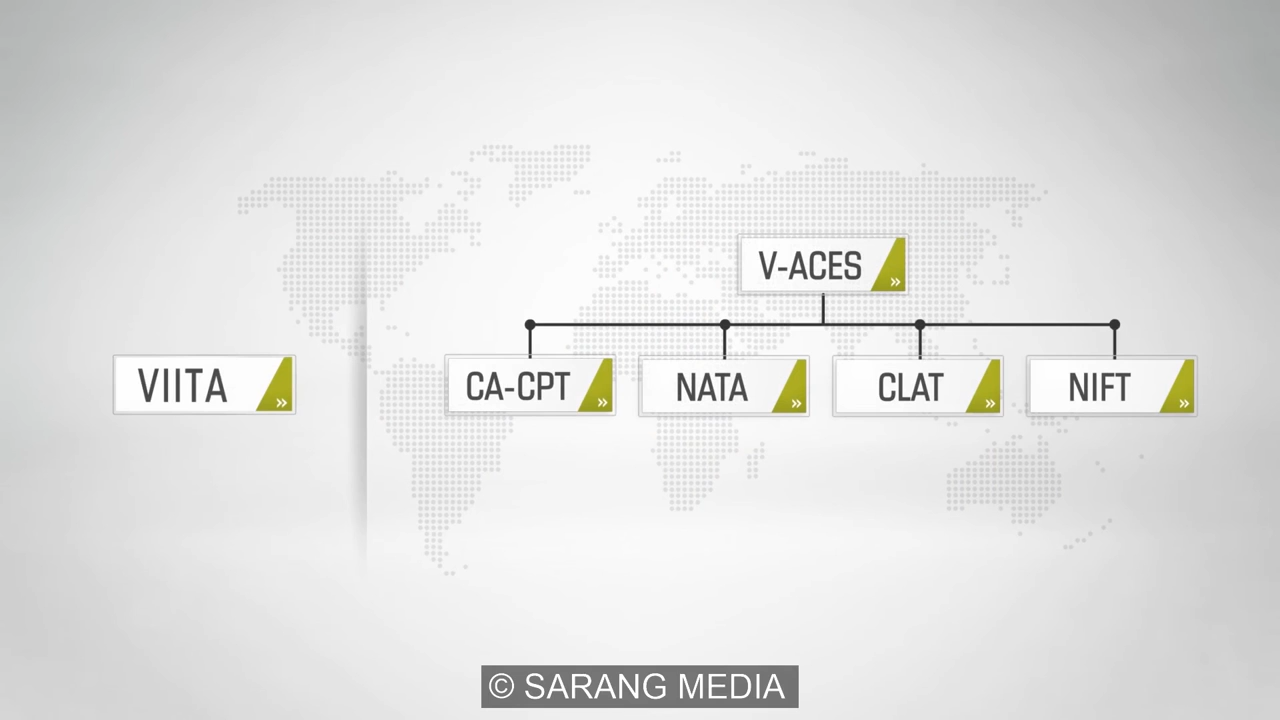 V-ACES
VIITA
CA-CPT
NATA
CLAT
NIFT
© SARANG MEDIA